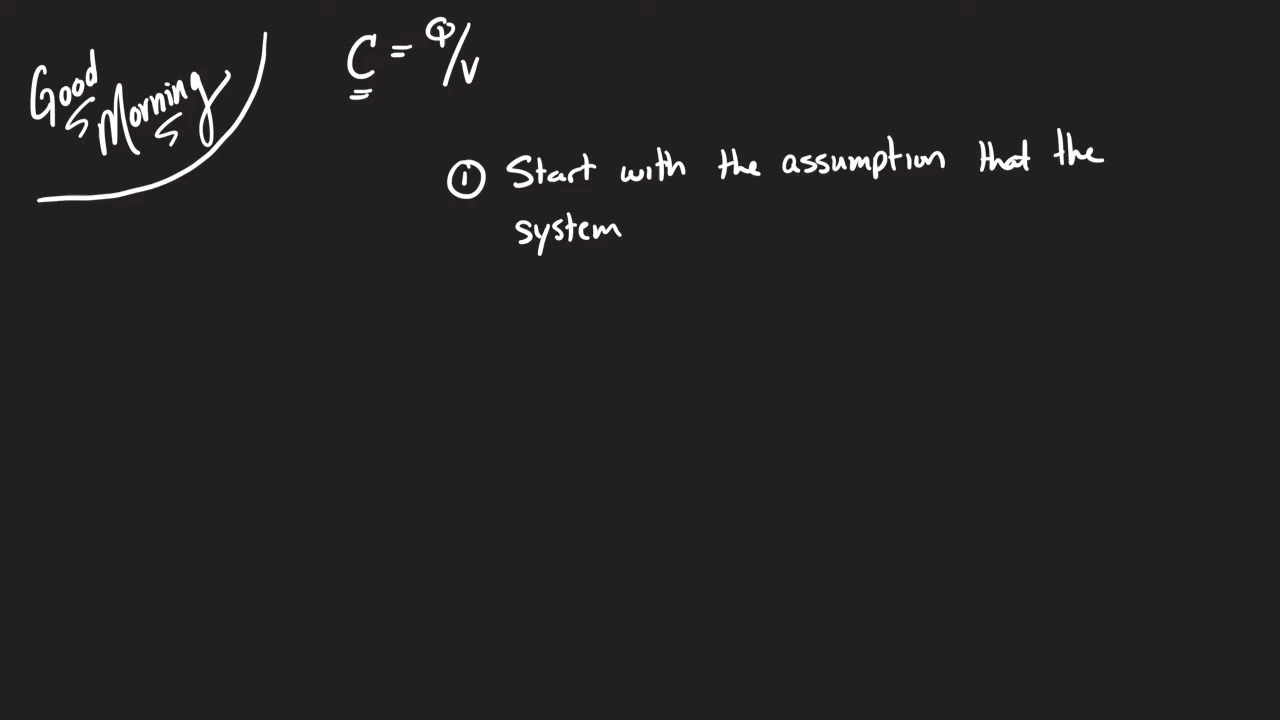 Good
Morning
C = Q/V
① Start with the assumption that the
system